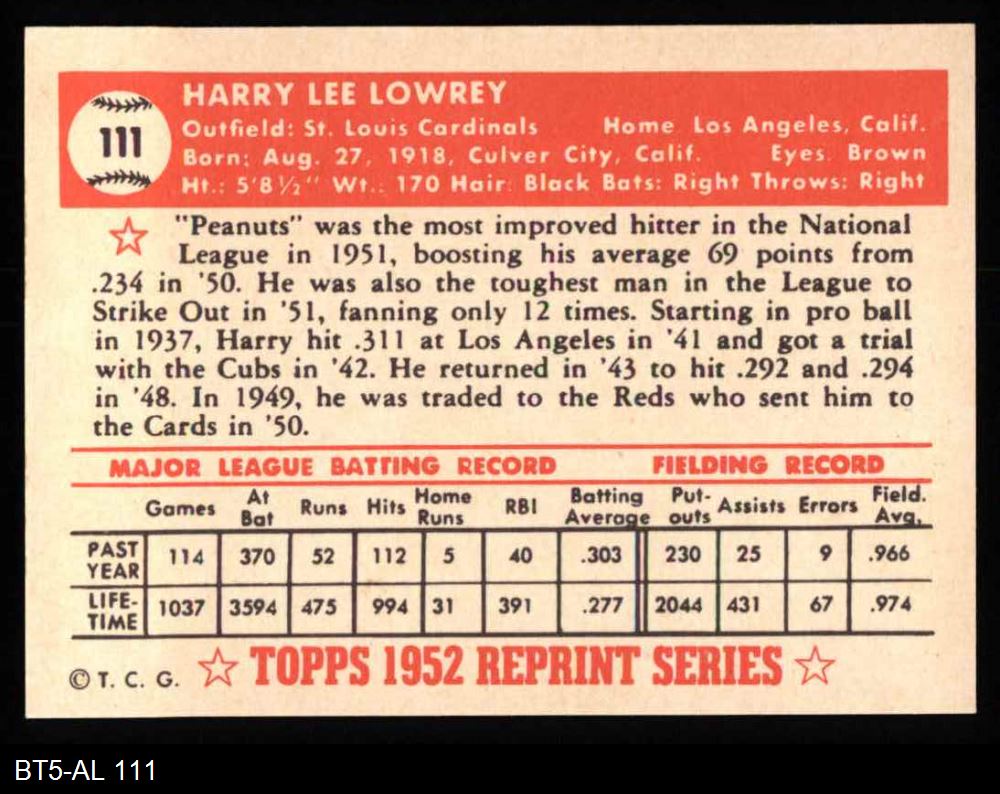 111
HARRY LEE LOWREY
Outfield: St. Louis Cardinals Home Los Angeles, Calif.
Born: Aug. 27, 1918, Culver City, Calif. Eyes. Brown
Ht.: 5'8½" Wt.: 170 Hair: Black Bats: Right Throws: Right
"Peanuts" was the most improved hitter in the National
League in 1951, boosting his average 69 points from
.234 in '50. He was also the toughest man in the League to
Strike Out in '51, fanning only 12 times. Starting in pro ball
in 1937, Harry hit .311 at Los Angeles in '41 and got a trial
with the Cubs in '42. He returned in '43 to hit .292 and .294
in '48. In 1949, he was traded to the Reds who sent him to
the Cards in '50.
MAJOR LEAGUE BATTING RECORD FIELDING RECORD
Games At Bat Runs Hits Home Runs RBI Batting Average Put-outs Assists Errors Field. Avg.
PAST YEAR 114 370 52 112 5 40 .303 230 25 9 .966
LIFE-TIME 1037 3594 475 994 31 391 .277 2044 431 67 .974
© T. C. G. TOPPS 1952 REPRINT SERIES
BT5-AL 111